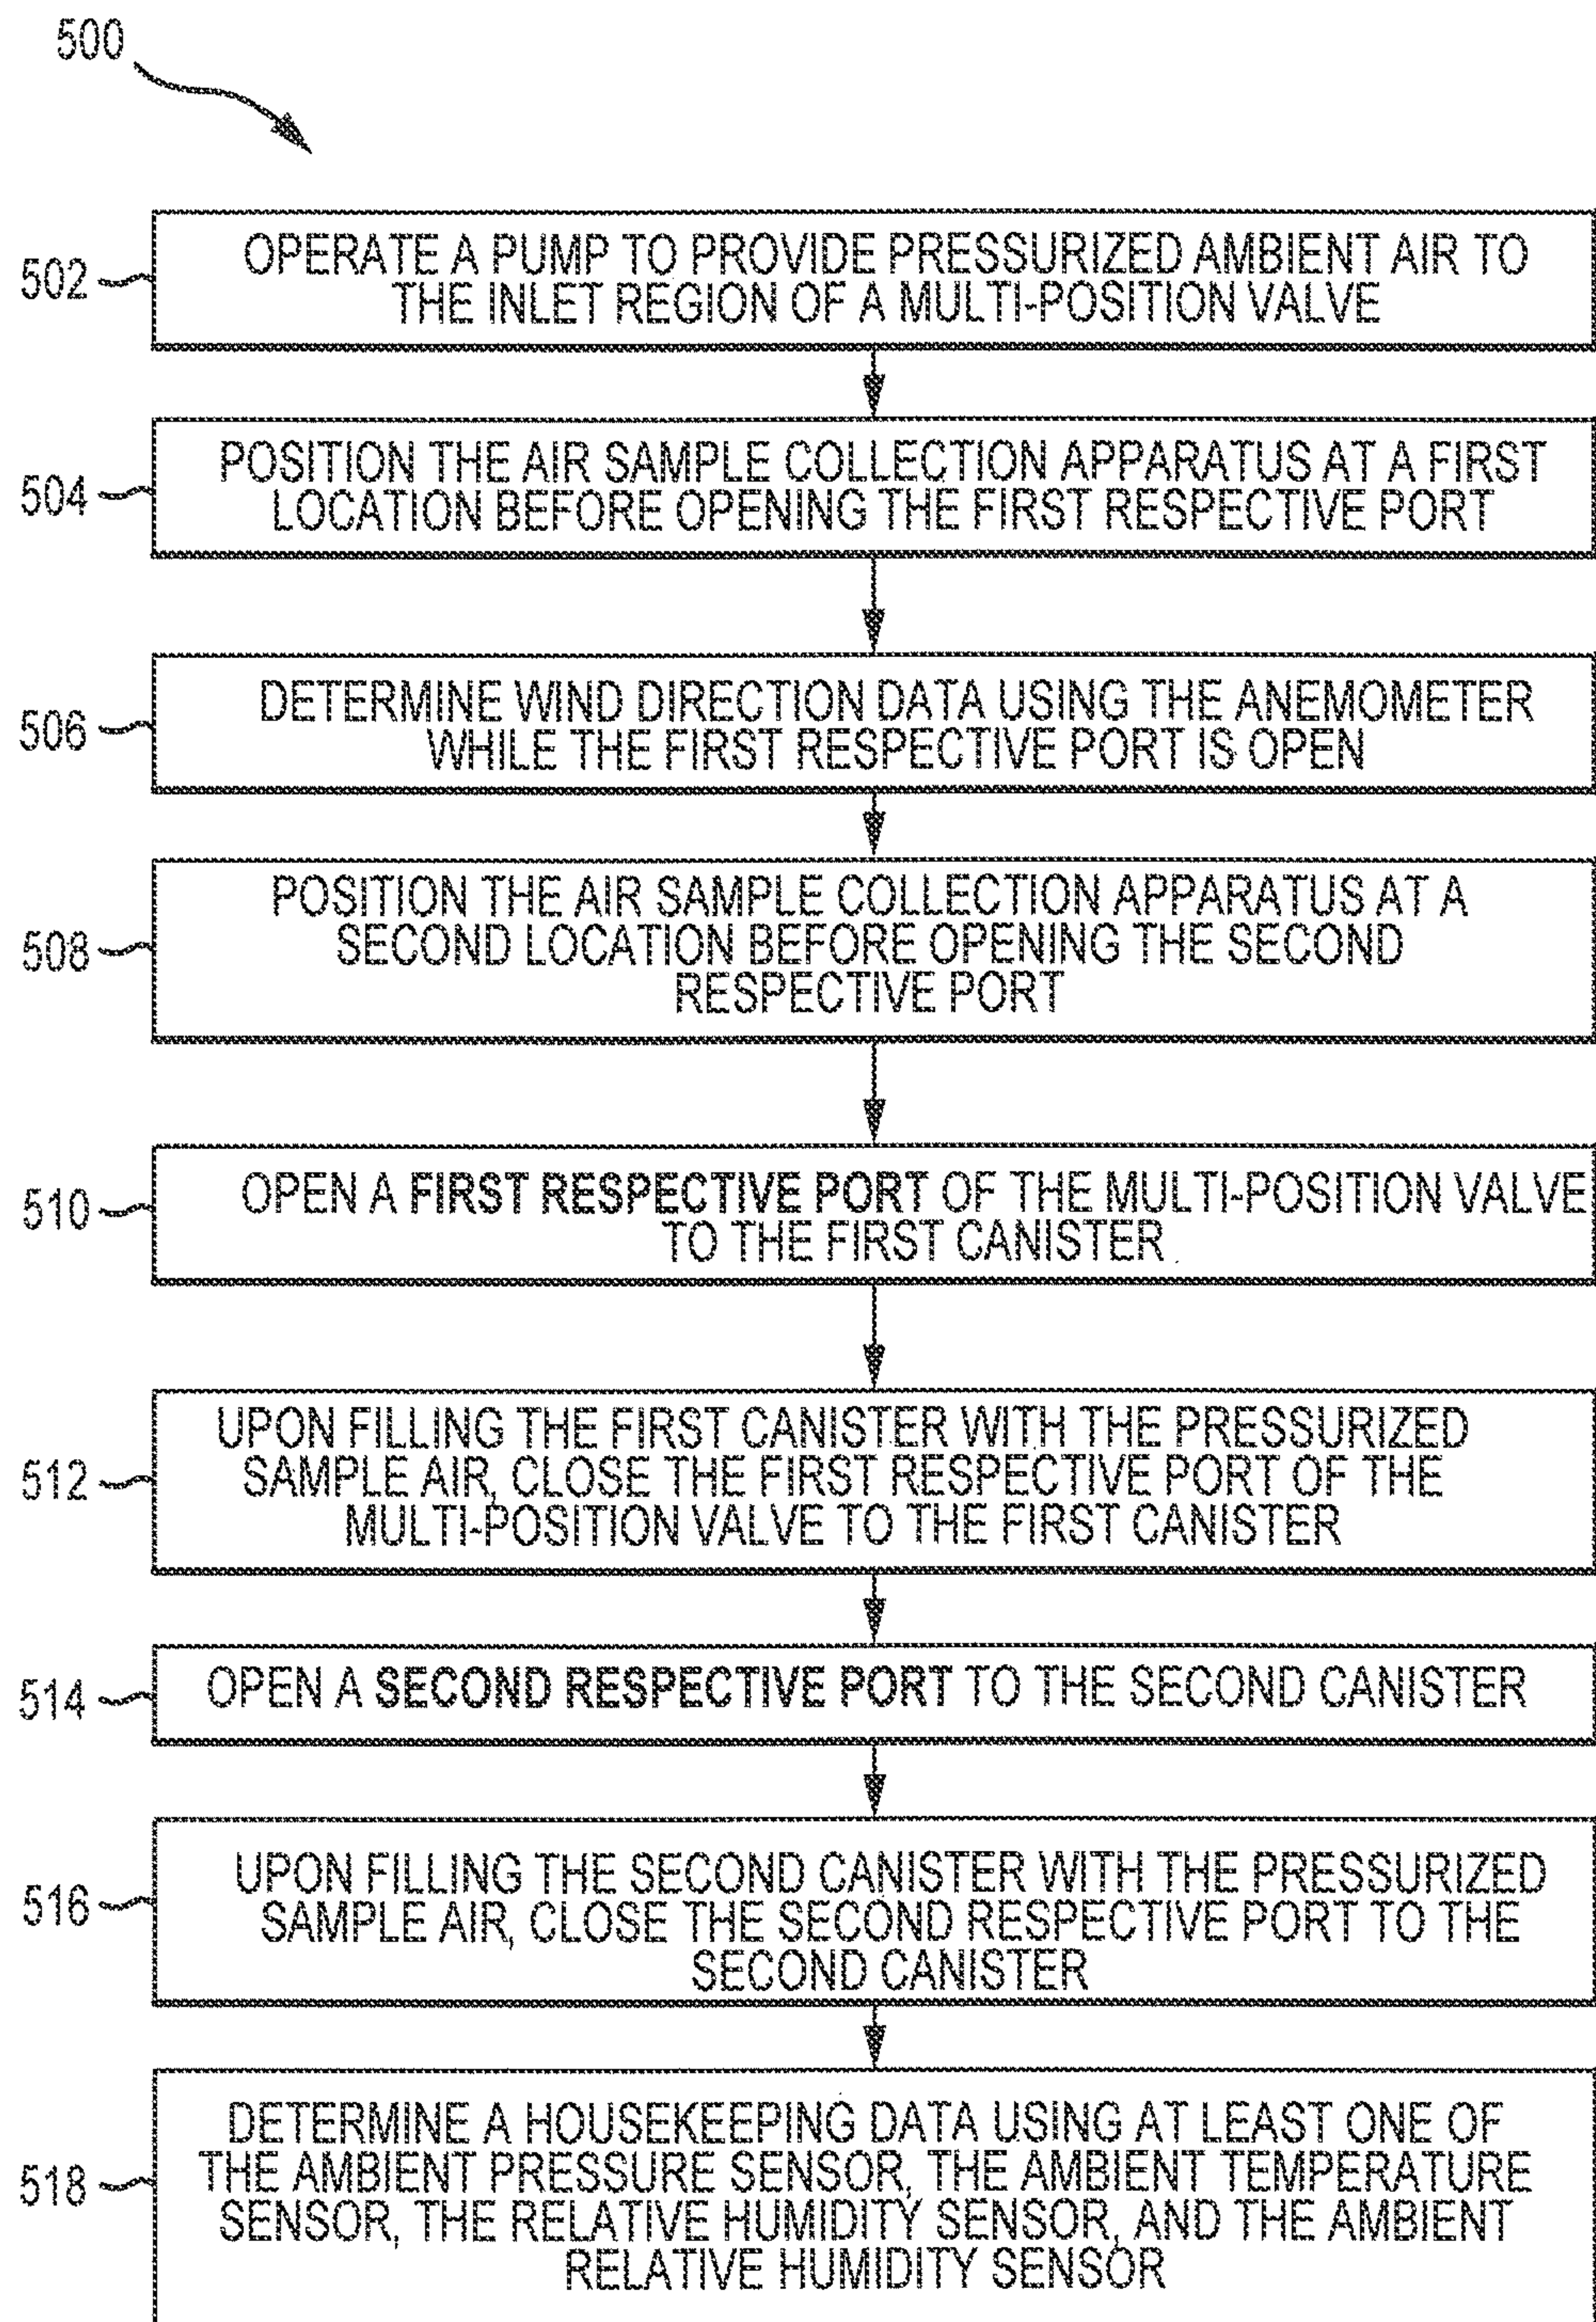 500
502
OPERATE A PUMP TO PROVIDE PRESSURIZED AMBIENT AIR TO
THE INLET REGION OF A MULTI-POSITION VALVE
504
POSITION THE AIR SAMPLE COLLECTION APPARATUS AT A FIRST
LOCATION BEFORE OPENING THE FIRST RESPECTIVE PORT
506
DETERMINE WIND DIRECTION DATA USING THE ANEMOMETER
WHILE THE FIRST RESPECTIVE PORT IS OPEN
508
POSITION THE AIR SAMPLE COLLECTION APPARATUS AT A
SECOND LOCATION BEFORE OPENING THE SECOND
RESPECTIVE PORT
510
OPEN A FIRST RESPECTIVE PORT OF THE MULTI-POSITION VALVE
TO THE FIRST CANISTER
512
UPON FILLING THE FIRST CANISTER WITH THE PRESSURIZED
SAMPLE AIR, CLOSE THE FIRST RESPECTIVE PORT OF THE
MULTI-POSITION VALVE TO THE FIRST CANISTER
514
OPEN A SECOND RESPECTIVE PORT TO THE SECOND CANISTER
516
UPON FILLING THE SECOND CANISTER WITH THE PRESSURIZED
SAMPLE AIR, CLOSE THE SECOND RESPECTIVE PORT TO THE
SECOND CANISTER
518
DETERMINE A HOUSEKEEPING DATA USING AT LEAST ONE OF
THE AMBIENT PRESSURE SENSOR, THE AMBIENT TEMPERATURE
SENSOR, THE RELATIVE HUMIDITY SENSOR, AND THE AMBIENT
RELATIVE HUMIDITY SENSOR